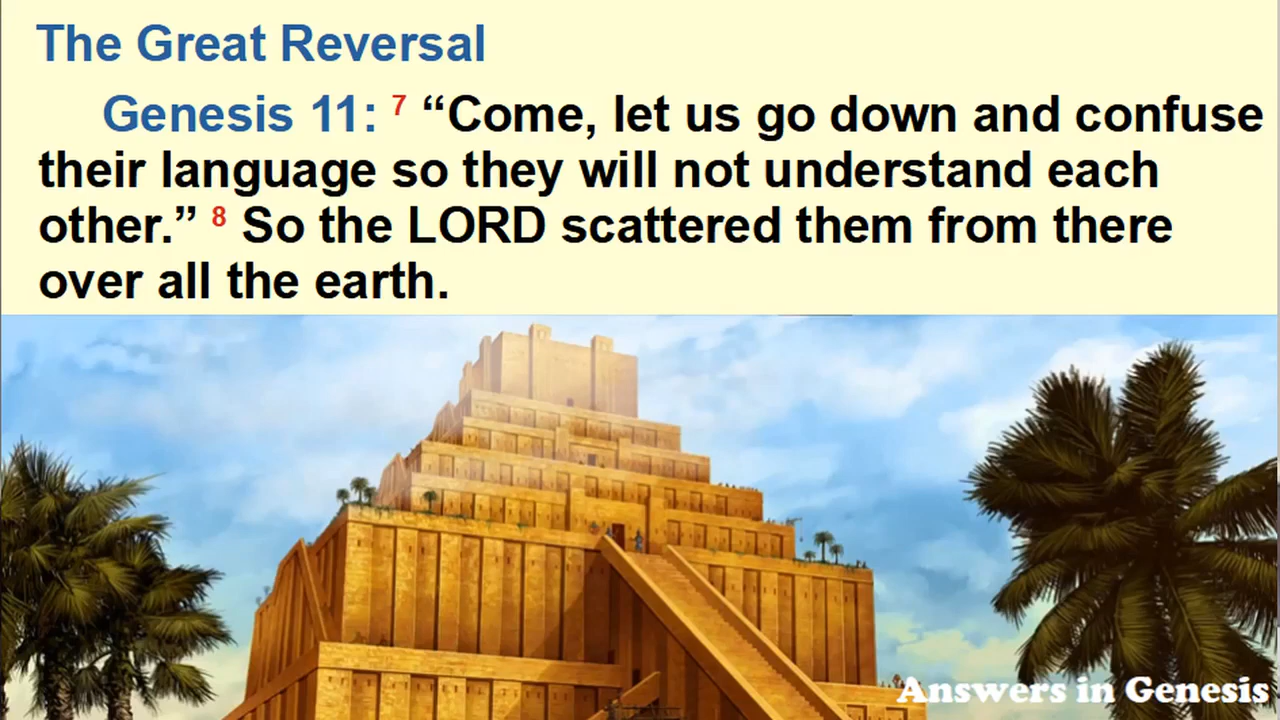 The Great Reversal
Genesis 11: 7 “Come, let us go down and confuse
their language so they will not understand each
other.” 8 So the LORD scattered them from there
over all the earth.
Answers in Genesis